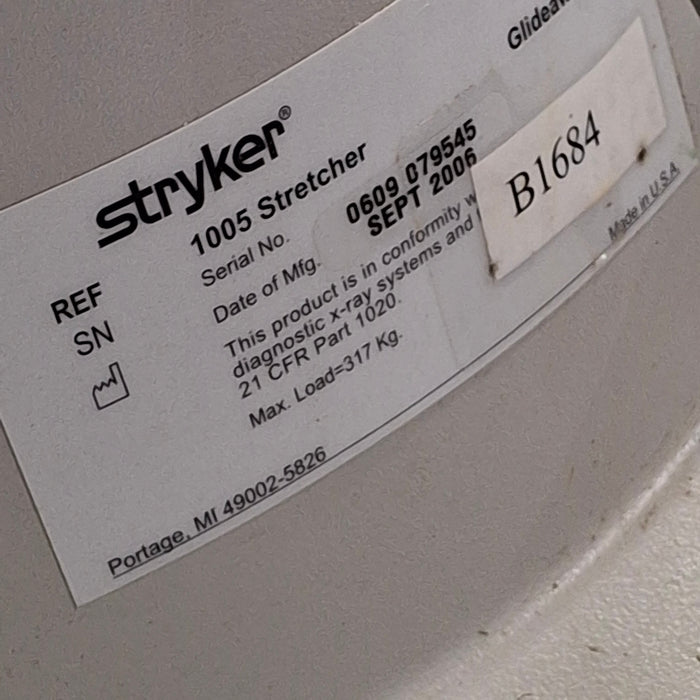 Glideaw
stryker®
REF 1005 Stretcher
SN Serial No. 0609 079545
Date of Mfg. SEPT 2006
B1684
This product is in conformity w
diagnostic x-ray systems and
21 CFR Part 1020.
Max. Load=317 Kg.
Portage, MI 49002-5826
Made in U.S.A.